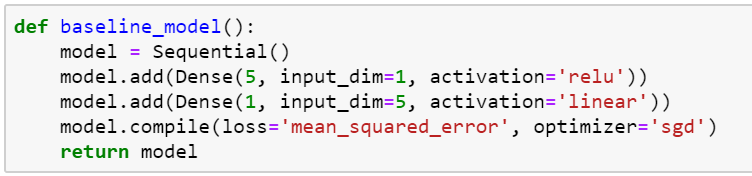 def baseline_model():
    model = Sequential()
    model.add(Dense(5, input_dim=1, activation='relu'))
    model.add(Dense(1, input_dim=5, activation='linear'))
    model.compile(loss='mean_squared_error', optimizer='sgd')
    return model